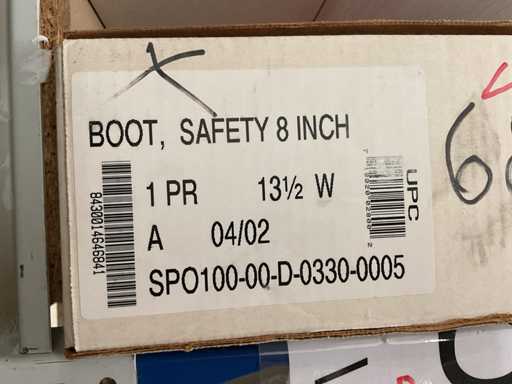 BOOT, SAFETY 8 INCH
1 PR 13½ W
A 04/02
SPO100-00-D-0330-0005
8430014646841
UPC